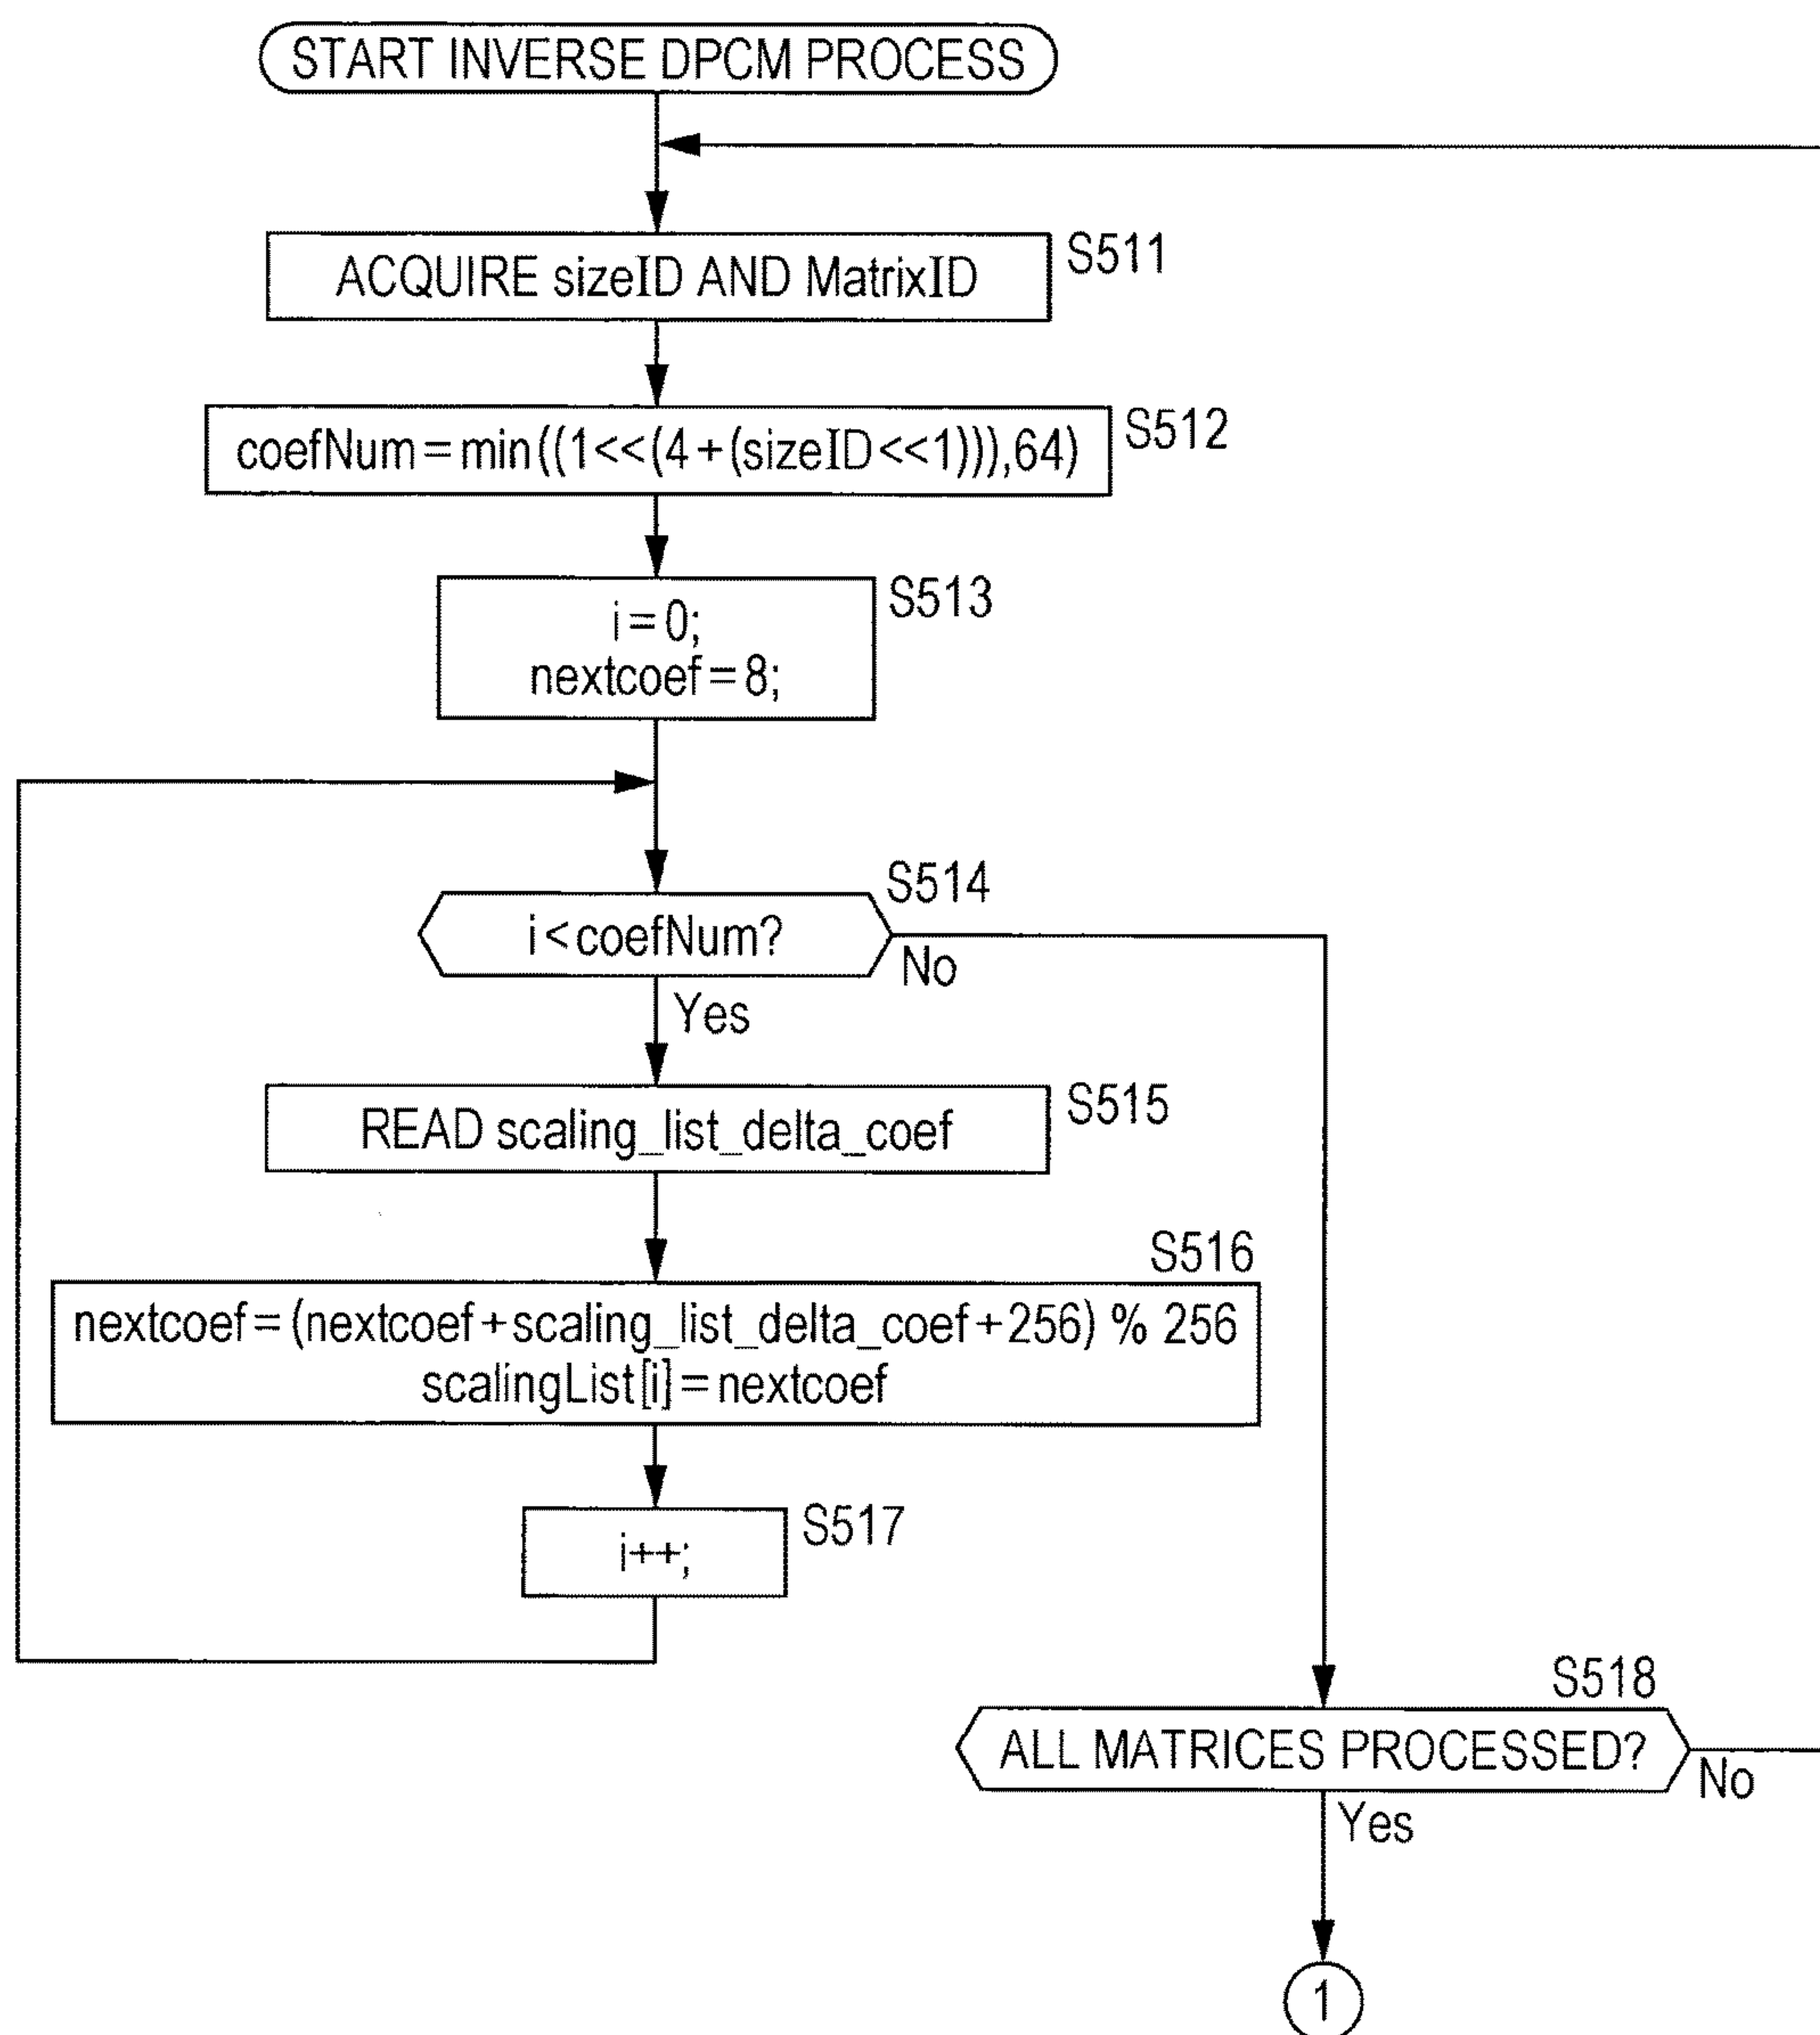 START INVERSE DPCM PROCESS
ACQUIRE sizeID AND MatrixID
S511
coefNum=min((1<<(4+(sizeID<<1))),64)
S512
i=0;
nextcoef=8;
S513
S514
i<coefNum?
No
Yes
READ scaling_list_delta_coef
S515
S516
nextcoef=(nextcoef+scaling_list_delta_coef+256) % 256
scalingList[i]=nextcoef
i++;
S517
S518
ALL MATRICES PROCESSED?
No
Yes
1